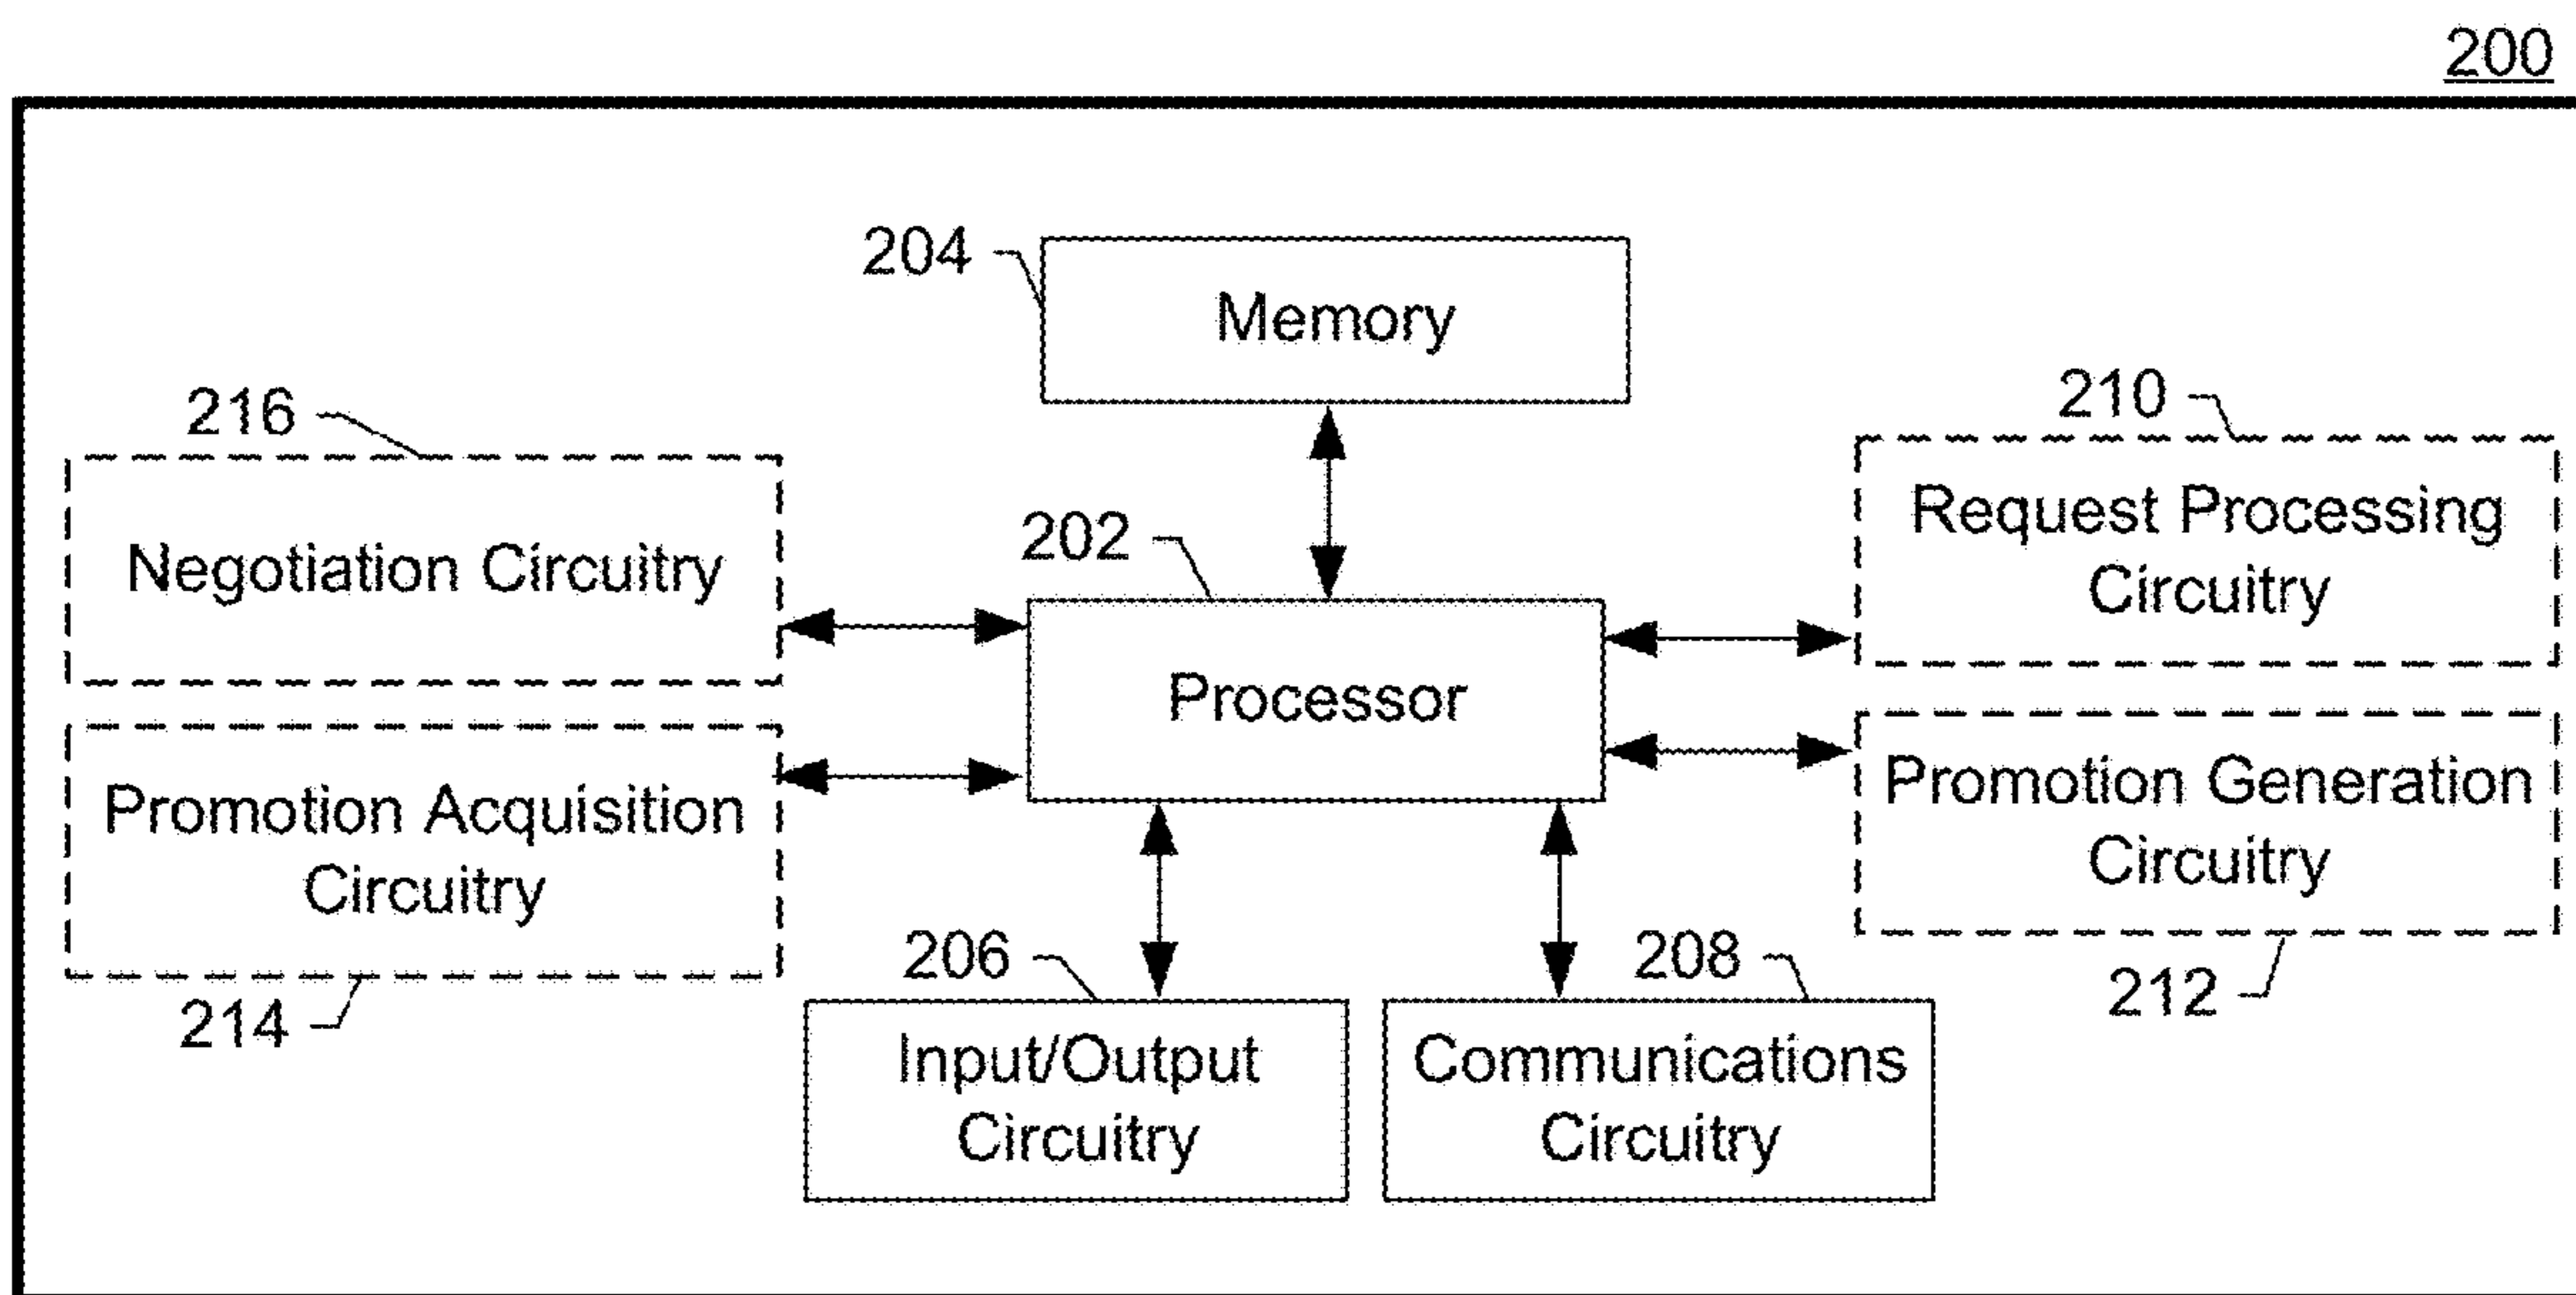 200
204
Memory
216
210
Negotiation Circuitry
202
Request Processing
Circuitry
Processor
Promotion Acquisition
Circuitry
Promotion Generation
Circuitry
214
206
208
212
Input/Output
Circuitry
Communications
Circuitry